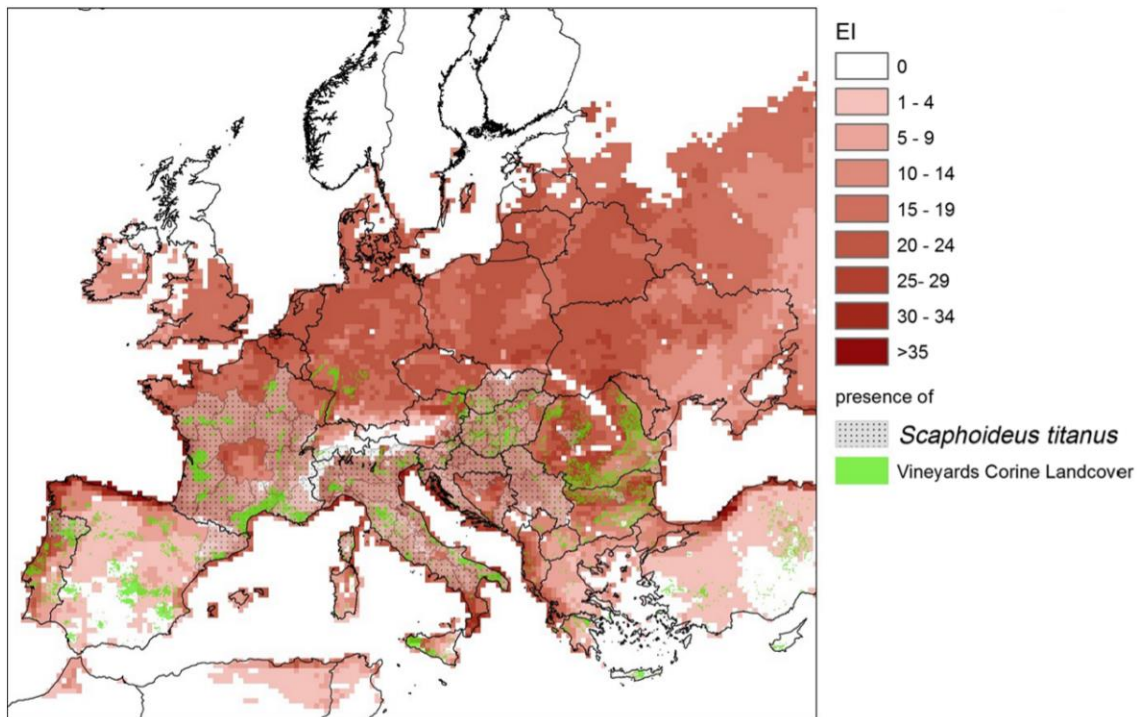 EI
0
1 - 4
5 - 9
10 - 14
15 - 19
20 - 24
25- 29
30 - 34
>35
presence of
Scaphoideus titanus
Vineyards Corine Landcover